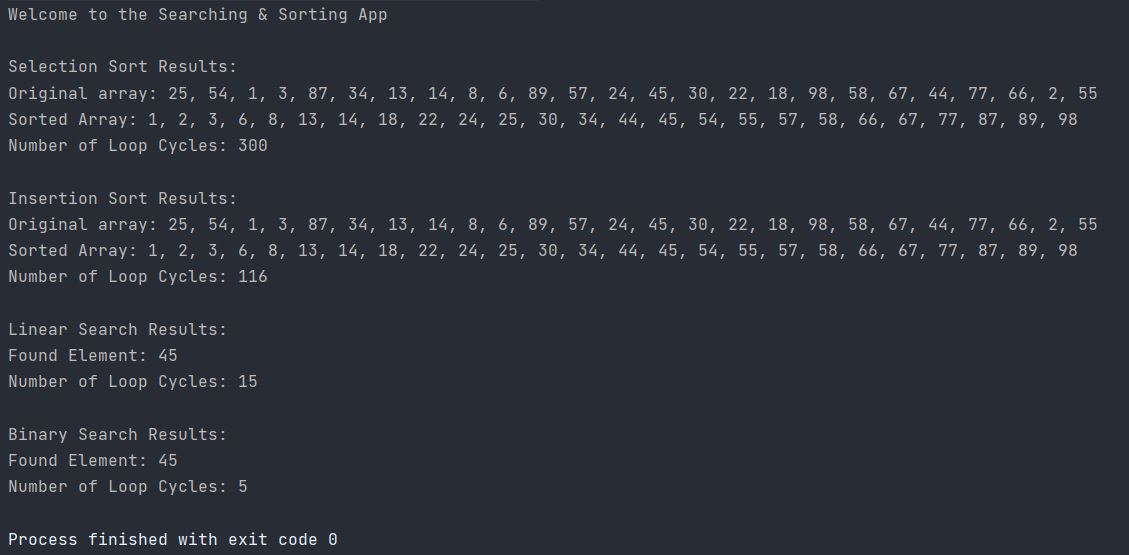 Welcome to the Searching & Sorting App
Selection Sort Results:
Original array: 25, 54, 1, 3, 87, 34, 13, 14, 8, 6, 89, 57, 24, 45, 30, 22, 18, 98, 58, 67, 44, 77, 66, 2, 55
Sorted Array: 1, 2, 3, 6, 8, 13, 14, 18, 22, 24, 25, 30, 34, 44, 45, 54, 55, 57, 58, 66, 67, 77, 87, 89, 98
Number of Loop Cycles: 300
Insertion Sort Results:
Original array: 25, 54, 1, 3, 87, 34, 13, 14, 8, 6, 89, 57, 24, 45, 30, 22, 18, 98, 58, 67, 44, 77, 66, 2, 55
Sorted Array: 1, 2, 3, 6, 8, 13, 14, 18, 22, 24, 25, 30, 34, 44, 45, 54, 55, 57, 58, 66, 67, 77, 87, 89, 98
Number of Loop Cycles: 116
Linear Search Results:
Found Element: 45
Number of Loop Cycles: 15
Binary Search Results:
Found Element: 45
Number of Loop Cycles: 5
Process finished with exit code 0